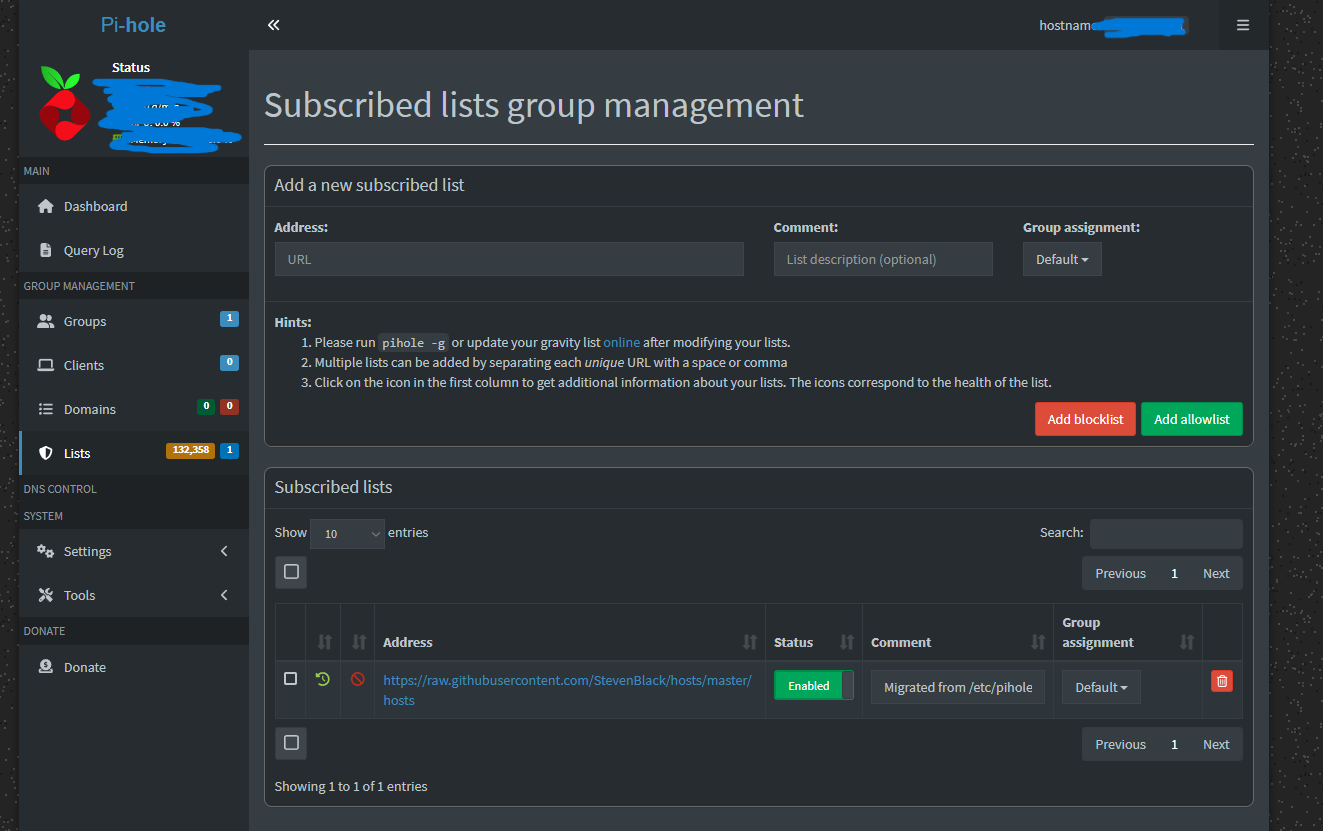 Pi-hole
hostname
Status
MAIN
Dashboard
Query Log
GROUP MANAGEMENT
Groups 1
Clients 0
Domains 0 0
Lists 132,358 1
DNS CONTROL
SYSTEM
Settings
Tools
DONATE
Donate
Subscribed lists group management
Add a new subscribed list
Address: Comment: Group assignment:
URL List description (optional) Default
Hints:
1. Please run pihole -g or update your gravity list online after modifying your lists.
2. Multiple lists can be added by separating each unique URL with a space or comma
3. Click on the icon in the first column to get additional information about your lists. The icons correspond to the health of the list.
Add blocklist Add allowlist
Subscribed lists
Show 10 entries Search:
Previous 1 Next
Address Status Comment Group
assignment
https://raw.githubusercontent.com/StevenBlack/hosts/master/ Enabled Migrated from /etc/pihole Default
hosts
Previous 1 Next
Showing 1 to 1 of 1 entries